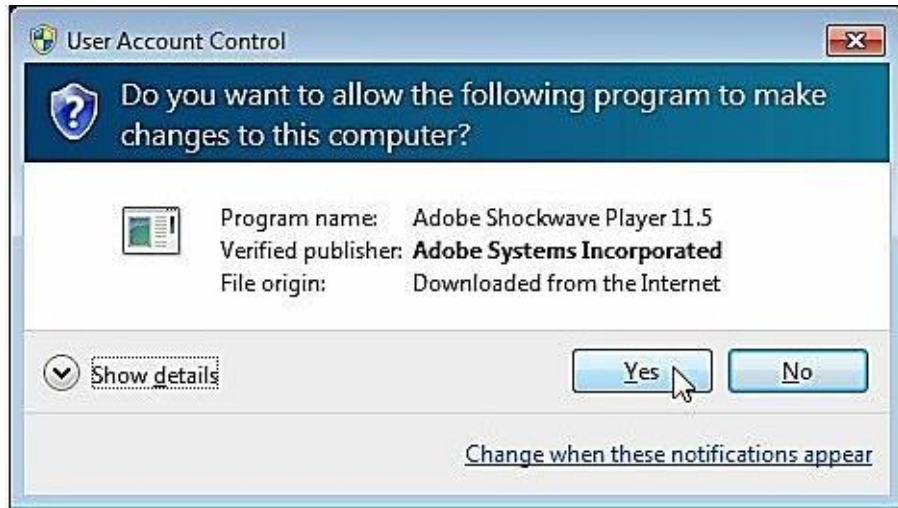 User Account Control
Do you want to allow the following program to make
changes to this computer?
Program name: Adobe Shockwave Player 11.5
Verified publisher: Adobe Systems Incorporated
File origin: Downloaded from the Internet
Show details
Yes
No
Change when these notifications appear